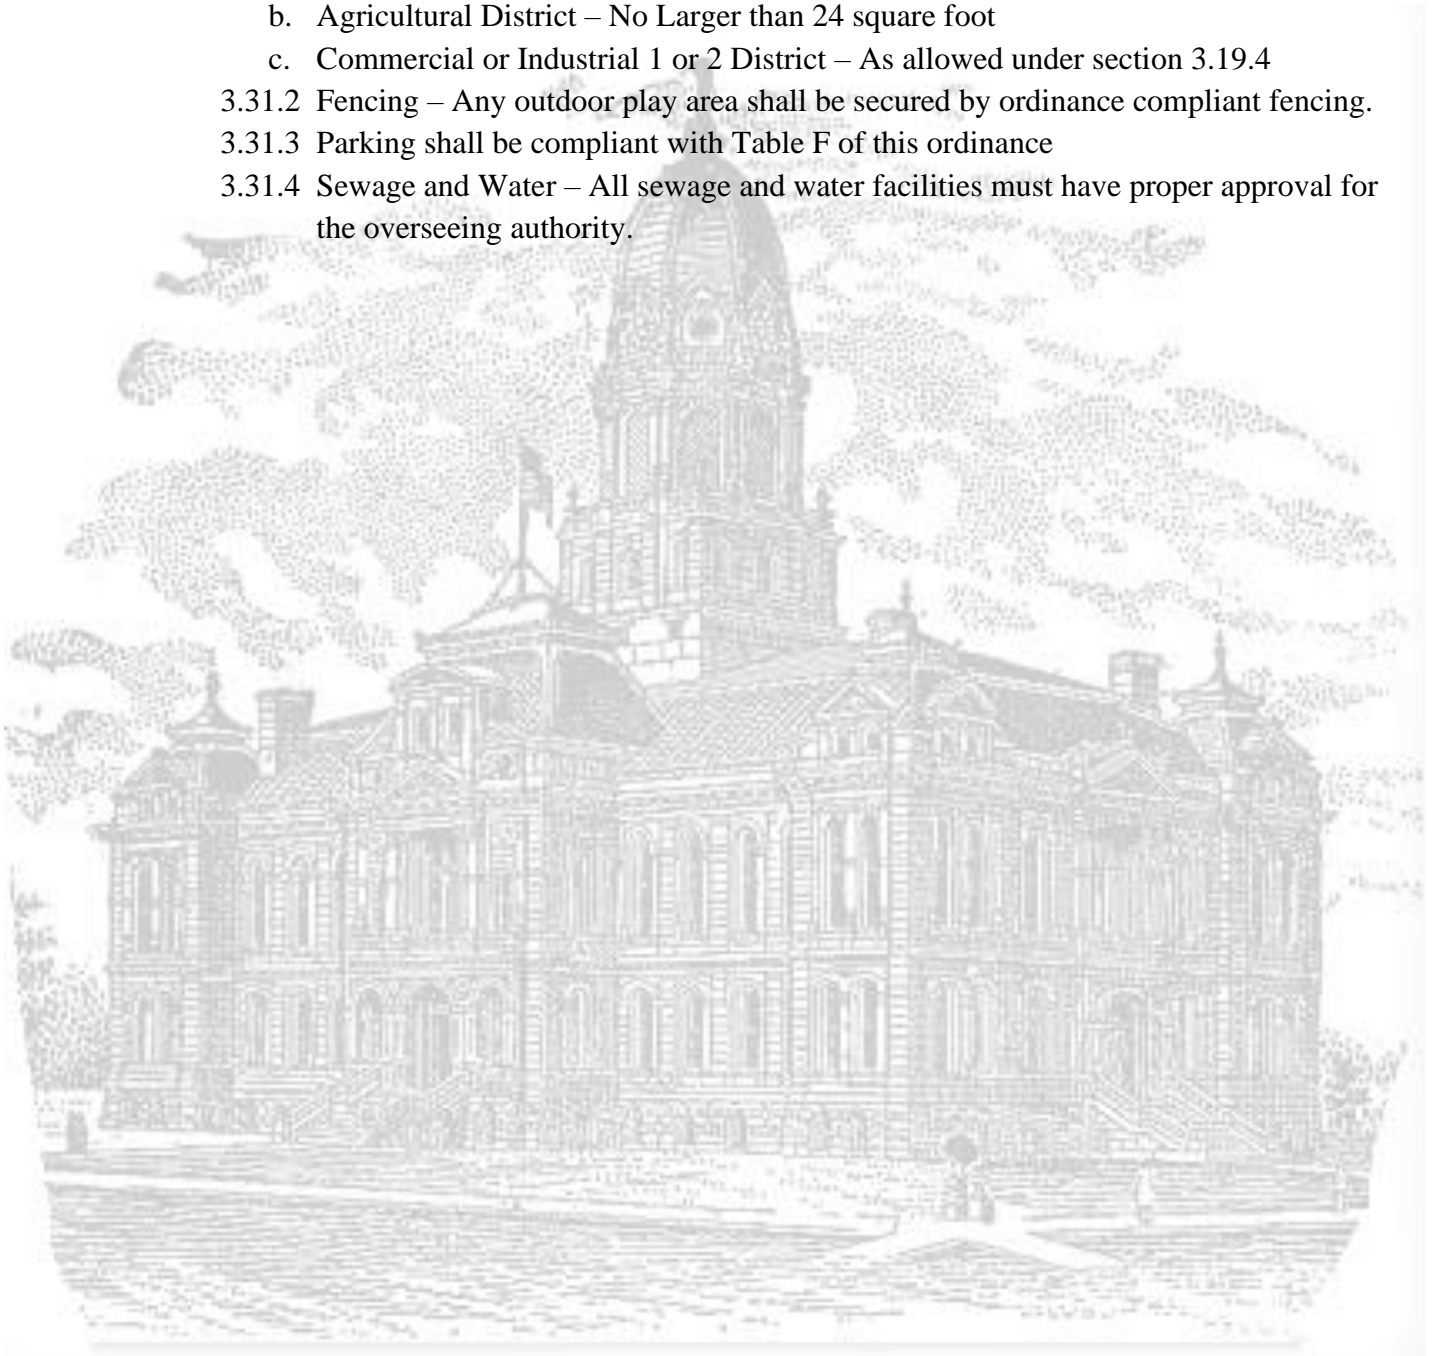 b. Agricultural District – No Larger than 24 square foot
c. Commercial or Industrial 1 or 2 District – As allowed under section 3.19.4
3.31.2 Fencing – Any outdoor play area shall be secured by ordinance compliant fencing.
3.31.3 Parking shall be compliant with Table F of this ordinance
3.31.4 Sewage and Water – All sewage and water facilities must have proper approval for
the overseeing authority.